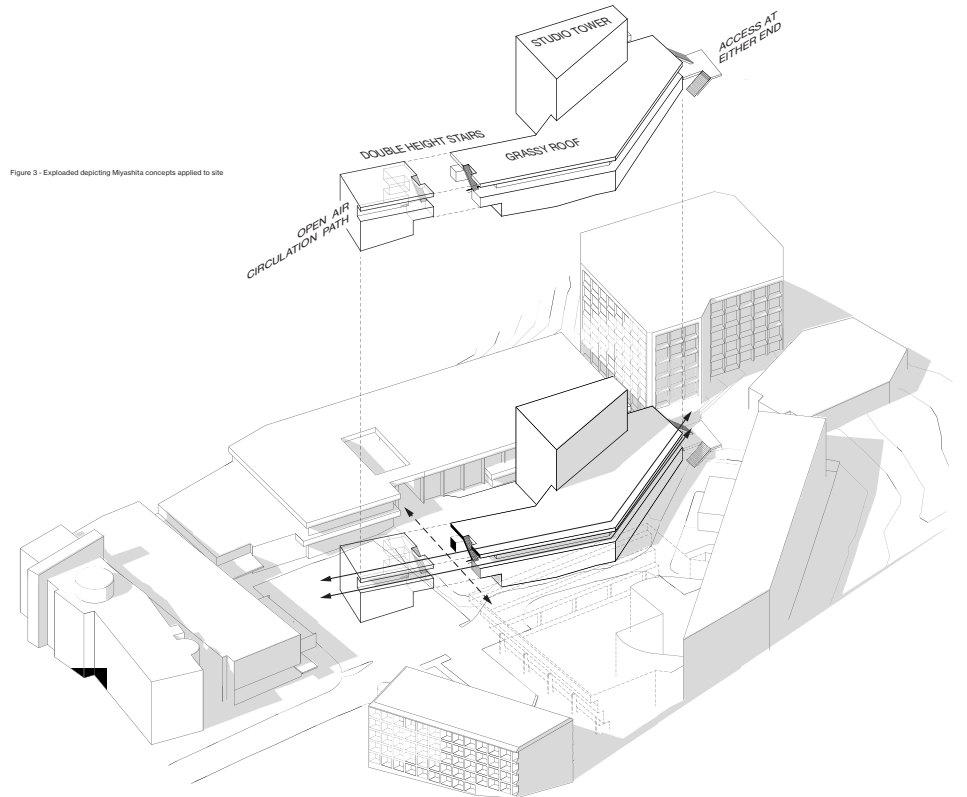 STUDIO TOWER
ACCESS AT
EITHER END
DOUBLE HEIGHT STAIRS
GRASSY ROOF
Figure 3 - Exploaded depicting Miyashita concepts applied to site
OPEN AIR
CIRCULATION PATH